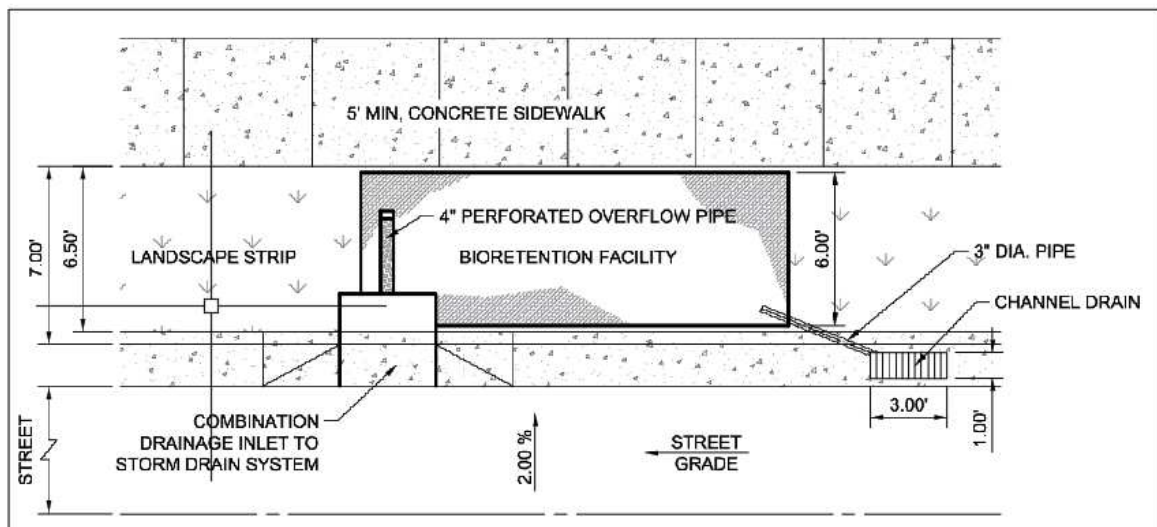 5' MIN, CONCRETE SIDEWALK
4" PERFORATED OVERFLOW PIPE
7.00'
6.50'
LANDSCAPE STRIP
BIORETENTION FACILITY
6.00'
3" DIA. PIPE
CHANNEL DRAIN
3.00'
1.00'
STREET
COMBINATION
DRAINAGE INLET TO
STORM DRAIN SYSTEM
2.00 %
STREET
GRADE